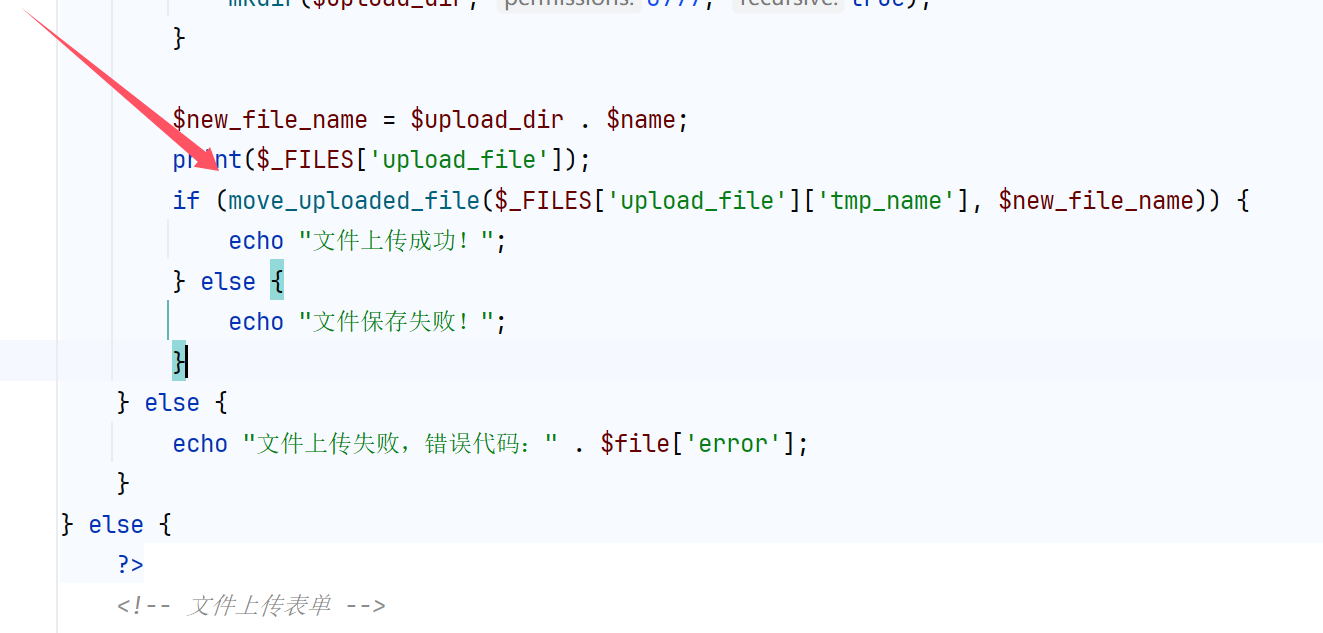 mkdir($upload_dir, permissions: 0777, recursive: true);
}
$new_file_name = $upload_dir . $name;
print($_FILES['upload_file']);
if (move_uploaded_file($_FILES['upload_file']['tmp_name'], $new_file_name)) {
echo "文件上传成功！";
} else {
echo "文件保存失败！";
}
} else {
echo "文件上传失败，错误代码：" . $file['error'];
}
} else {
?>
<!-- 文件上传表单 -->